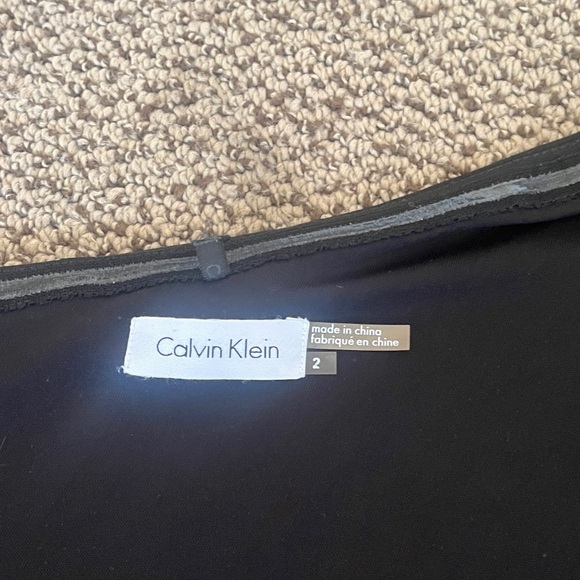 Calvin Klein
made in china
fabriqué en chine
2